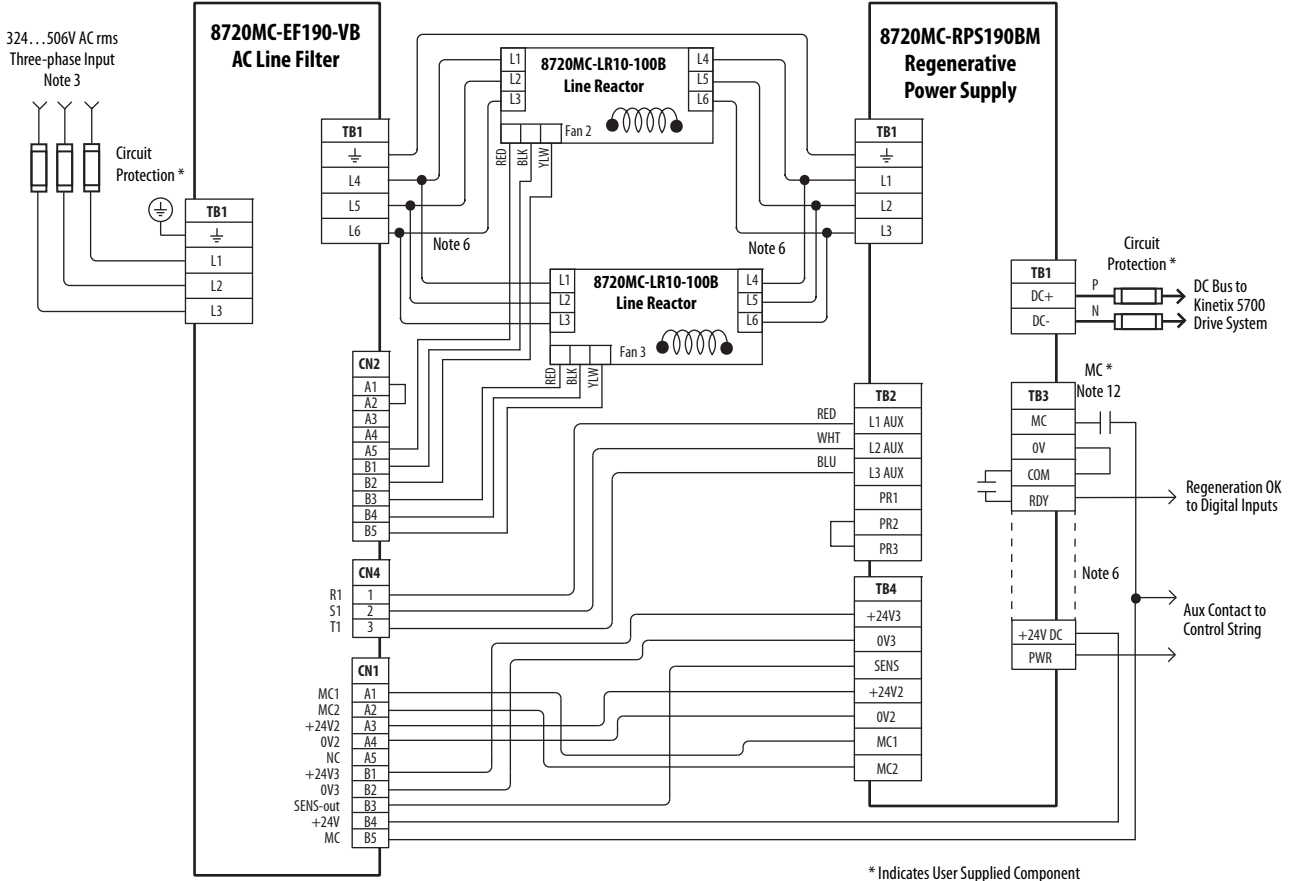 324…506V AC rms
Three-phase Input
Note 3
Circuit
Protection *
8720MC-EF190-VB
AC Line Filter
TB1
L1
L2
L3
TB1
L4
L5
L6
Note 6
L1
L2
L3
8720MC-LR10-100B
Line Reactor
L4
L5
L6
Fan 2
RED
BLK
YLW
L1
L2
L3
8720MC-LR10-100B
Line Reactor
L4
L5
L6
Fan 3
RED
BLK
YLW
Note 6
CN2
A1
A2
A3
A4
A5
B1
B2
B3
B4
B5
CN4
R1 1
S1 2
T1 3
CN1
MC1 A1
MC2 A2
+24V2 A3
0V2 A4
NC A5
+24V3 B1
0V3 B2
SENS-out B3
+24V B4
MC B5
8720MC-RPS190BM
Regenerative
Power Supply
TB1
L1
L2
L3
TB2
RED L1 AUX
WHT L2 AUX
BLU L3 AUX
PR1
PR2
PR3
TB4
+24V3
0V3
SENS
+24V2
0V2
MC1
MC2
TB1
DC+
DC-
Circuit
Protection *
P
N
DC Bus to
Kinetix 5700
Drive System
MC *
Note 12
TB3
MC
0V
COM
RDY
Regeneration OK
to Digital Inputs
Note 6
Aux Contact to
Control String
+24V DC
PWR
* Indicates User Supplied Component